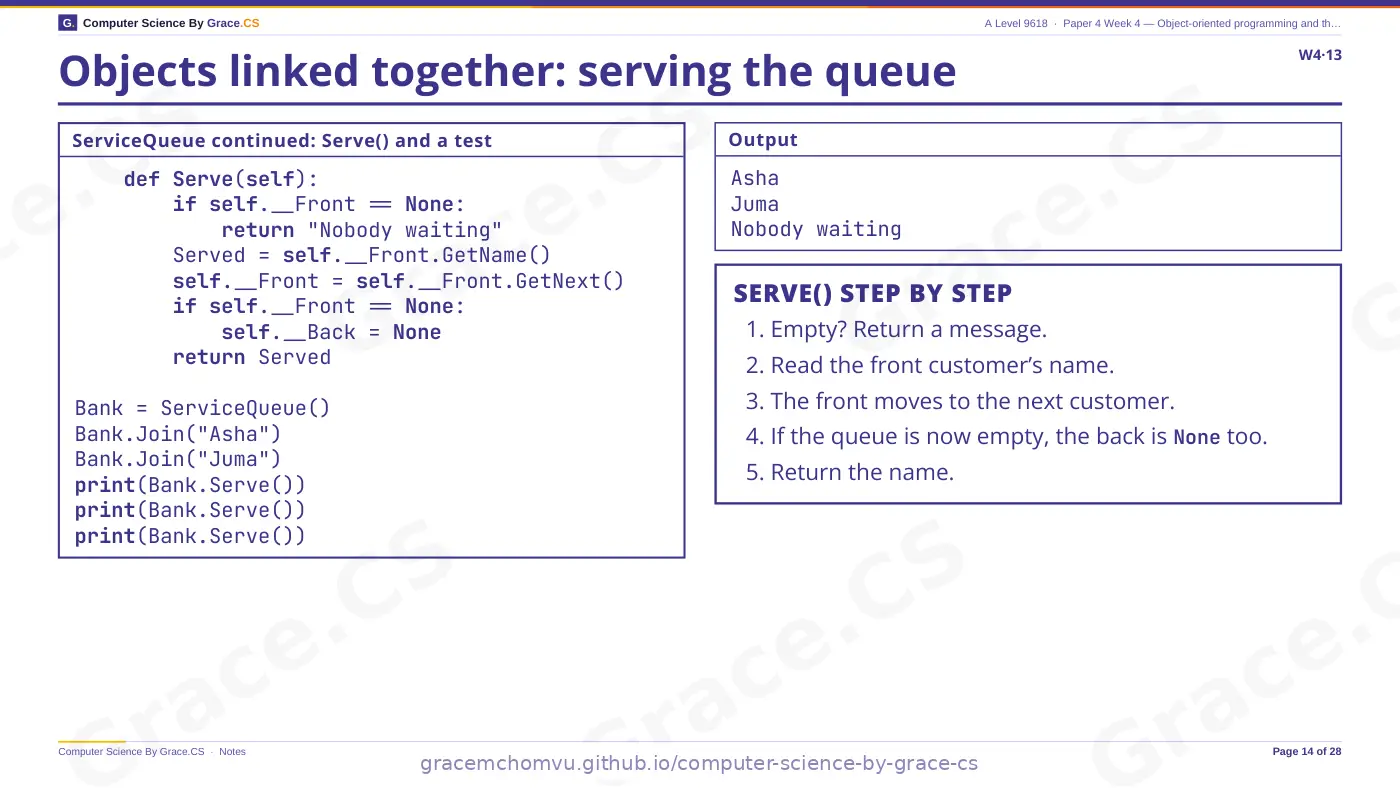 G. Computer Science By Grace.CS
A Level 9618 · Paper 4 Week 4 — Object-oriented programming and th…
Objects linked together: serving the queue
W4·13
ServiceQueue continued: Serve() and a test
    def Serve(self):
        if self.__Front == None:
            return "Nobody waiting"
        Served = self.__Front.GetName()
        self.__Front = self.__Front.GetNext()
        if self.__Front == None:
            self.__Back = None
        return Served
Bank = ServiceQueue()
Bank.Join("Asha")
Bank.Join("Juma")
print(Bank.Serve())
print(Bank.Serve())
print(Bank.Serve())
Output
Asha
Juma
Nobody waiting
SERVE() STEP BY STEP
1. Empty? Return a message.
2. Read the front customer’s name.
3. The front moves to the next customer.
4. If the queue is now empty, the back is None too.
5. Return the name.
Computer Science By Grace.CS · Notes
Page 14 of 28
gracemchomvu.github.io/computer-science-by-grace-cs